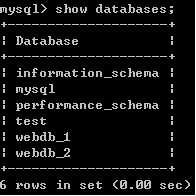 mysql> show databases;
+--------------------+
| Database           |
+--------------------+
| information_schema |
| mysql              |
| performance_schema |
| test               |
| webdb_1            |
| webdb_2            |
+--------------------+
6 rows in set (0.00 sec)